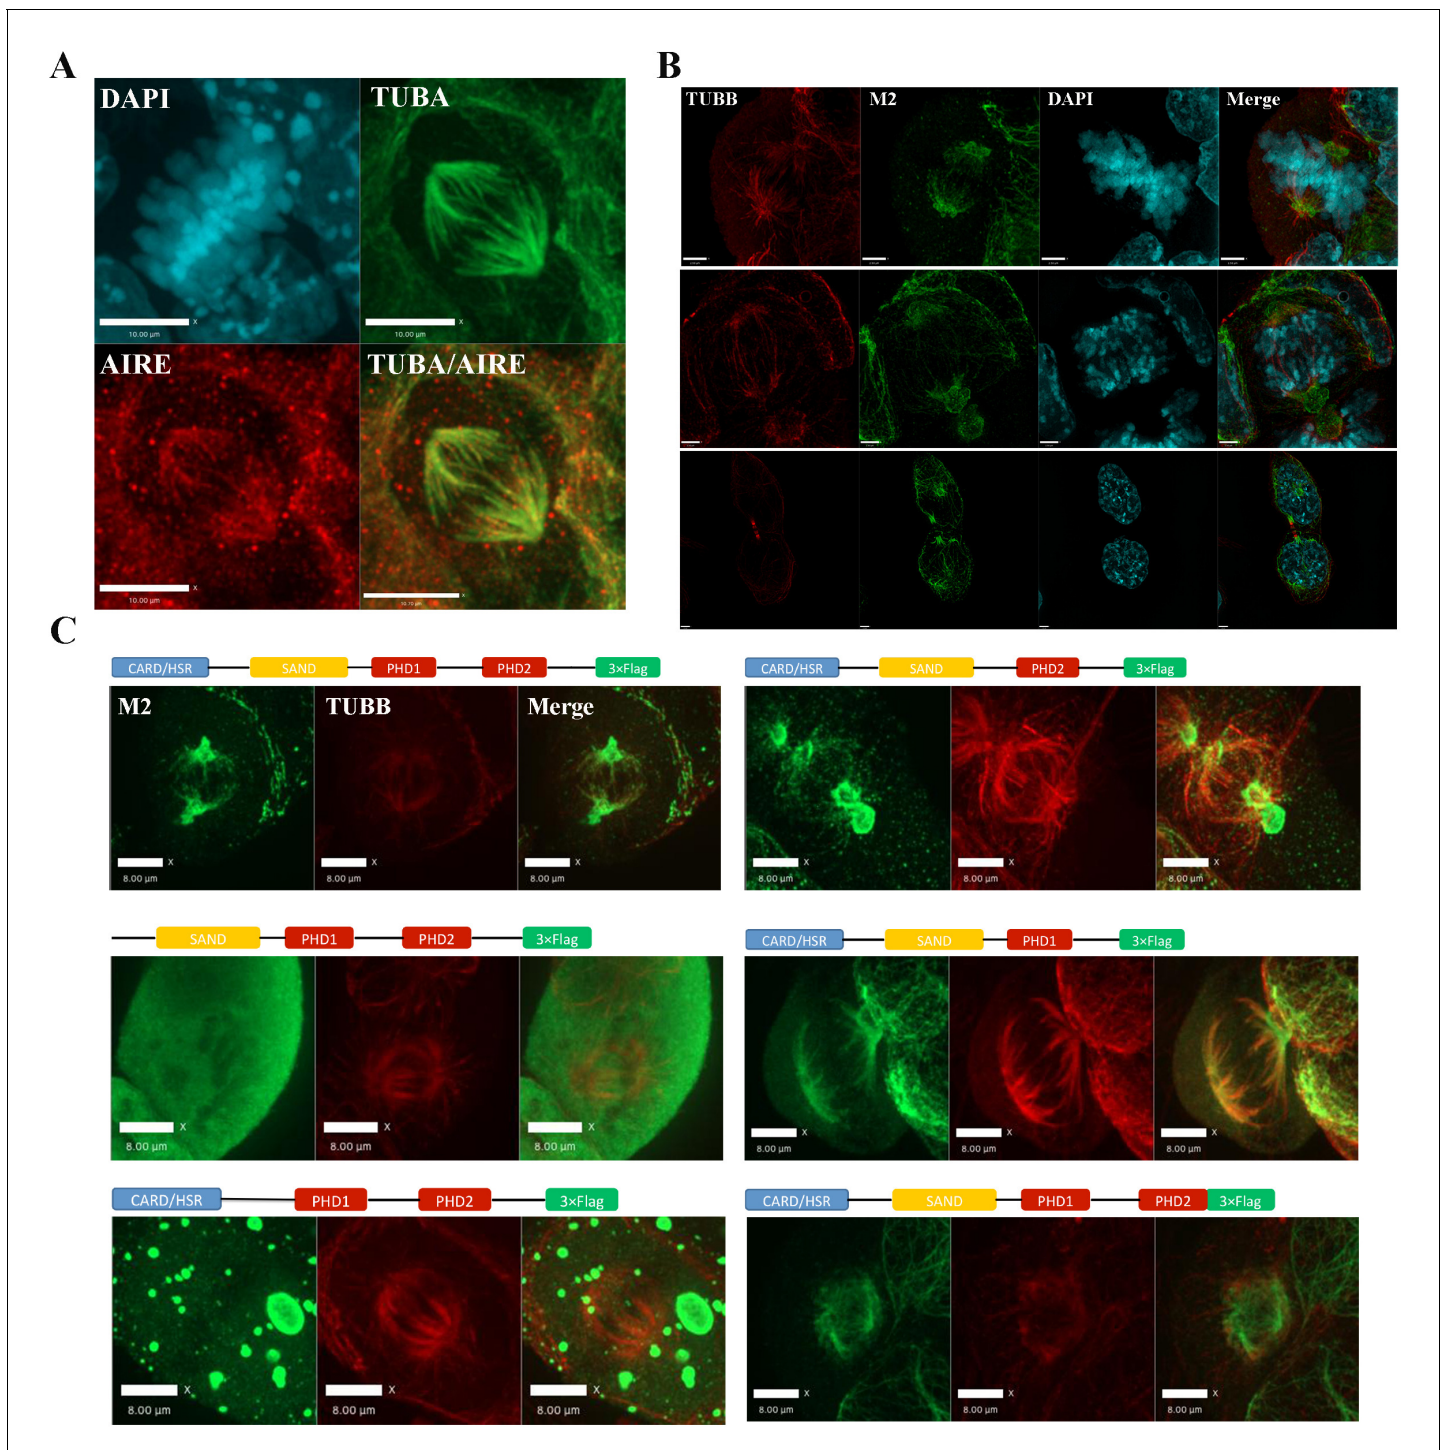 A
B
DAPI
TUBA
10.00 µm
10.00 µm
AIRE
TUBA/AIRE
10.00 µm
TUBB
M2
DAPI
Merge
C
CARD/HSR
SAND
PHD1
PHD2
3×Flag
M2
TUBB
Merge
X
X
X
8.00 µm
8.00 µm
8.00 µm
CARD/HSR
SAND
PHD2
3×Flag
X
X
X
8.00 µm
8.00 µm
8.00 µm
SAND
PHD1
PHD2
3×Flag
X
X
X
8.00 µm
8.00 µm
8.00 µm
CARD/HSR
SAND
PHD1
3×Flag
X
X
X
8.00 µm
8.00 µm
8.00 µm
CARD/HSR
PHD1
PHD2
3×Flag
X
X
X
8.00 µm
8.00 µm
8.00 µm
CARD/HSR
SAND
PHD1
PHD2
3×Flag
X
X
X
8.00 µm
8.00 µm
8.00 µm